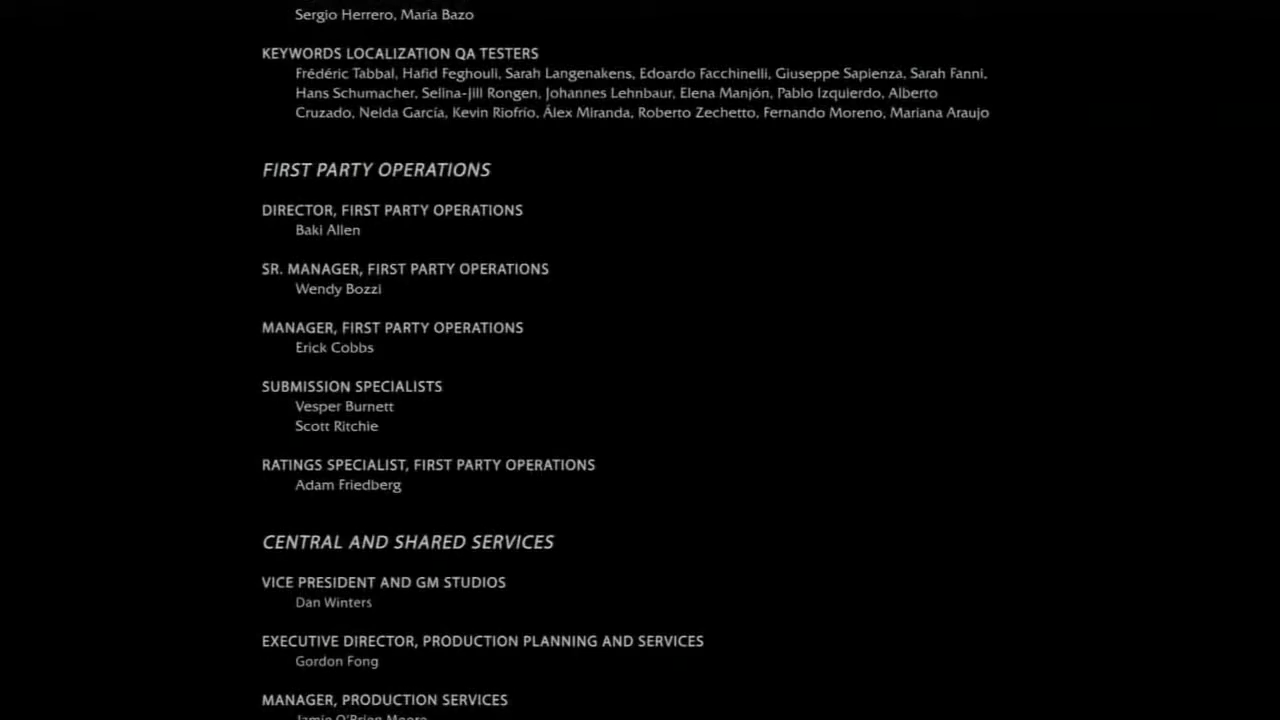 Sergio Herrero, María Bazo
KEYWORDS LOCALIZATION QA TESTERS
Frédéric Tabbal, Hafid Feghouli, Sarah Langenakens, Edoardo Facchinelli, Giuseppe Sapienza, Sarah Fanni,
Hans Schumacher, Selina-Jill Rongen, Johannes Lehnbaur, Elena Manjón, Pablo Izquierdo, Alberto
Cruzado, Nelda García, Kevin Riofrío, Álex Miranda, Roberto Zechetto, Fernando Moreno, Mariana Araujo
FIRST PARTY OPERATIONS
DIRECTOR, FIRST PARTY OPERATIONS
Baki Allen
SR. MANAGER, FIRST PARTY OPERATIONS
Wendy Bozzi
MANAGER, FIRST PARTY OPERATIONS
Erick Cobbs
SUBMISSION SPECIALISTS
Vesper Burnett
Scott Ritchie
RATINGS SPECIALIST, FIRST PARTY OPERATIONS
Adam Friedberg
CENTRAL AND SHARED SERVICES
VICE PRESIDENT AND GM STUDIOS
Dan Winters
EXECUTIVE DIRECTOR, PRODUCTION PLANNING AND SERVICES
Gordon Fong
MANAGER, PRODUCTION SERVICES
Jamie O'Brien Moore